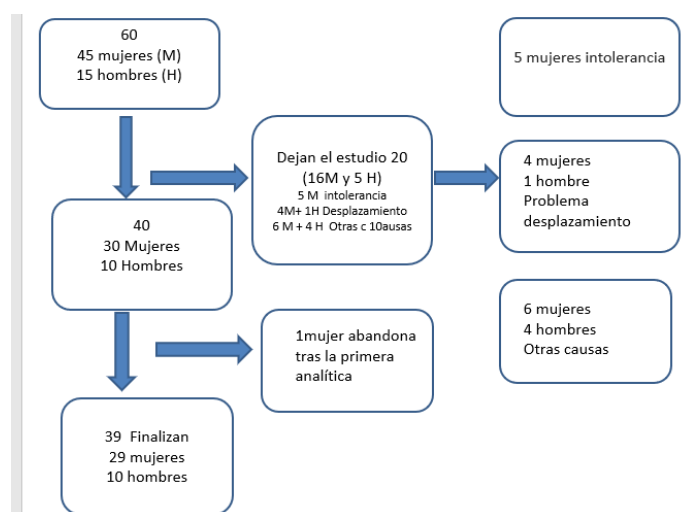 60
45 mujeres (M)
15 hombres (H)
5 mujeres intolerancia
Dejan el estudio 20
(16M y 5 H)
5 M intolerancia
4M+ 1H Desplazamiento
6 M + 4 H Otras c 10ausas
4 mujeres
1 hombre
Problema
desplazamiento
40
30 Mujeres
10 Hombres
1mujer abandona
tras la primera
analítica
6 mujeres
4 hombres
Otras causas
39 Finalizan
29 mujeres
10 hombres